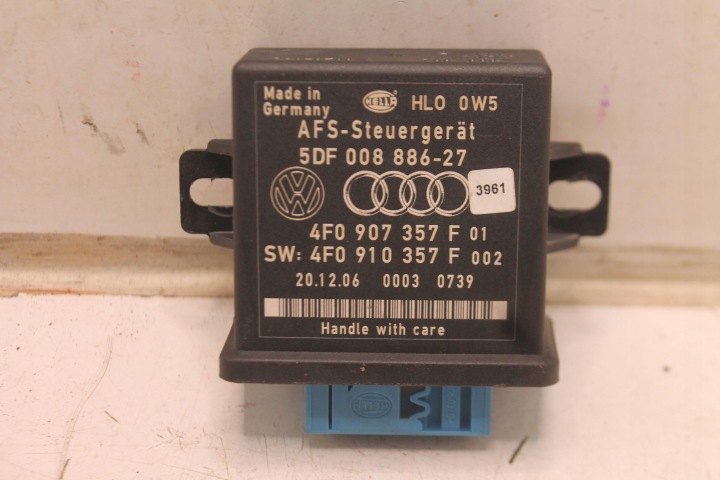 Made in
Germany
HELLA
HLO 0W5
AFS-Steuergerät
5DF 008 886-27
3961
4F0 907 357 F 01
SW: 4F0 910 357 F 002
20.12.06 0003 0739
Handle with care